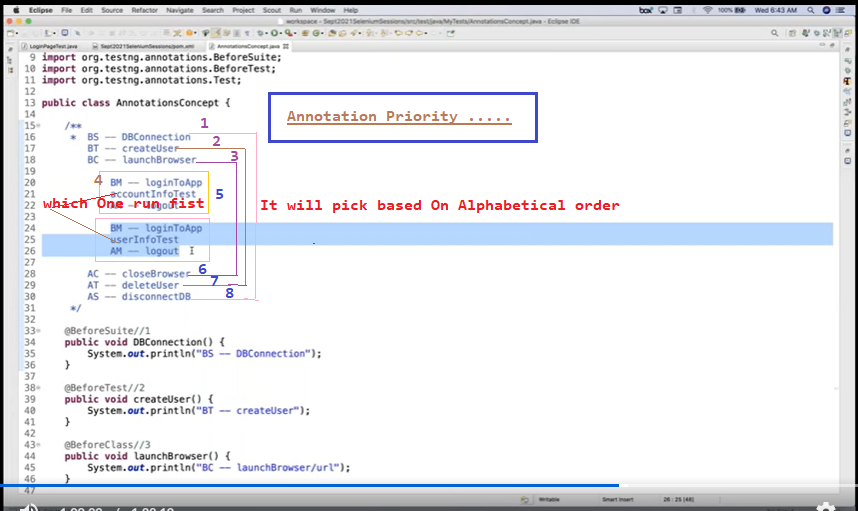 Eclipse File Edit Source Refactor Navigate Search Project Scout Run Window Help box 100% Wed 6:43 AM
workspace - Sept2021SeleniumSessions/src/test/java/MyTests/AnnotationsConcept.java - Eclipse IDE
LoginPageTest.java Sept2021SeleniumSessions/pom.xml AnnotationsConcept.java
9 import org.testng.annotations.BeforeSuite;
10 import org.testng.annotations.BeforeTest;
11 import org.testng.annotations.Test;
12
13 public class AnnotationsConcept {
14
Annotation Priority .....
15 /**
16 * BS -- DBConnection 1
17 BT -- createUser 2
18 BC -- launchBrowser 3
19
20 4 BM -- loginToApp
21 accountInfoTest 5
22 AM -- logout
which One run fist It will pick based On Alphabetical order
23
24 BM -- loginToApp
25 userInfoTest
26 AM -- logout
27
28 AC -- closeBrowser 6
29 AT -- deleteUser 7
30 AS -- disconnectDB 8
31 */
32
33 @BeforeSuite//1
34 public void DBConnection() {
35 System.out.println("BS -- DBConnection");
36 }
37
38 @BeforeTest//2
39 public void createUser() {
40 System.out.println("BT -- createUser");
41 }
42
43 @BeforeClass//3
44 public void launchBrowser() {
45 System.out.println("BC -- launchBrowser/url");
46 }
47
Writable Smart Insert 26 : 25 [48]